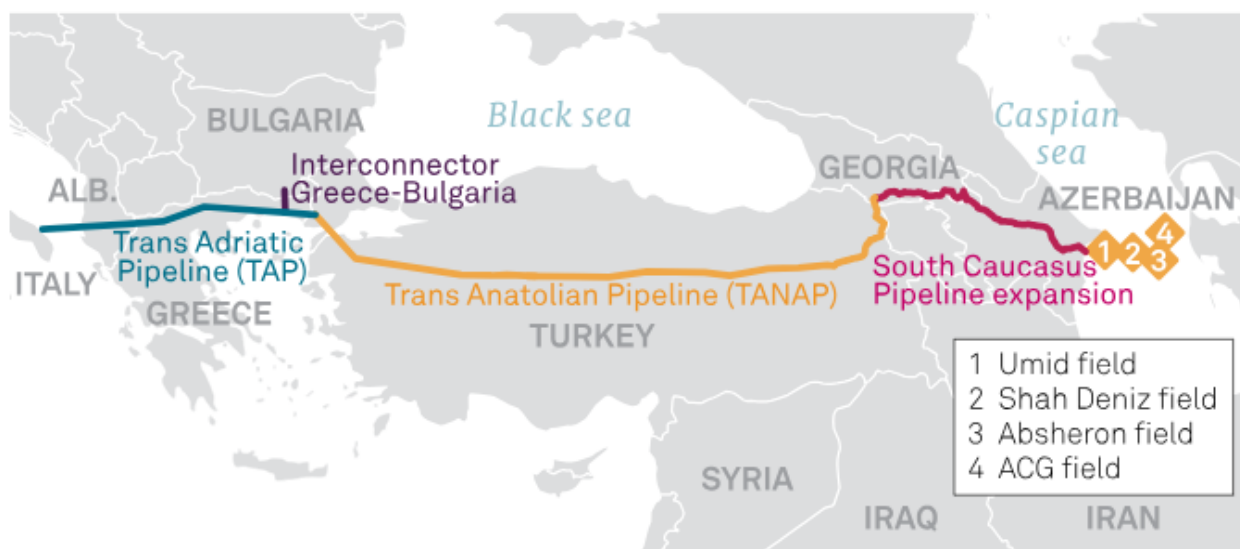 Black sea
Caspian
sea
BULGARIA
Interconnector
Greece-Bulgaria
GEORGIA
ALB.
AZERBAIJAN
Trans Adriatic
Pipeline (TAP)
1
2
4
3
ITALY
South Caucasus
Pipeline expansion
Trans Anatolian Pipeline (TANAP)
GREECE
TURKEY
1 Umid field
2 Shah Deniz field
3 Absheron field
4 ACG field
SYRIA
IRAQ
IRAN